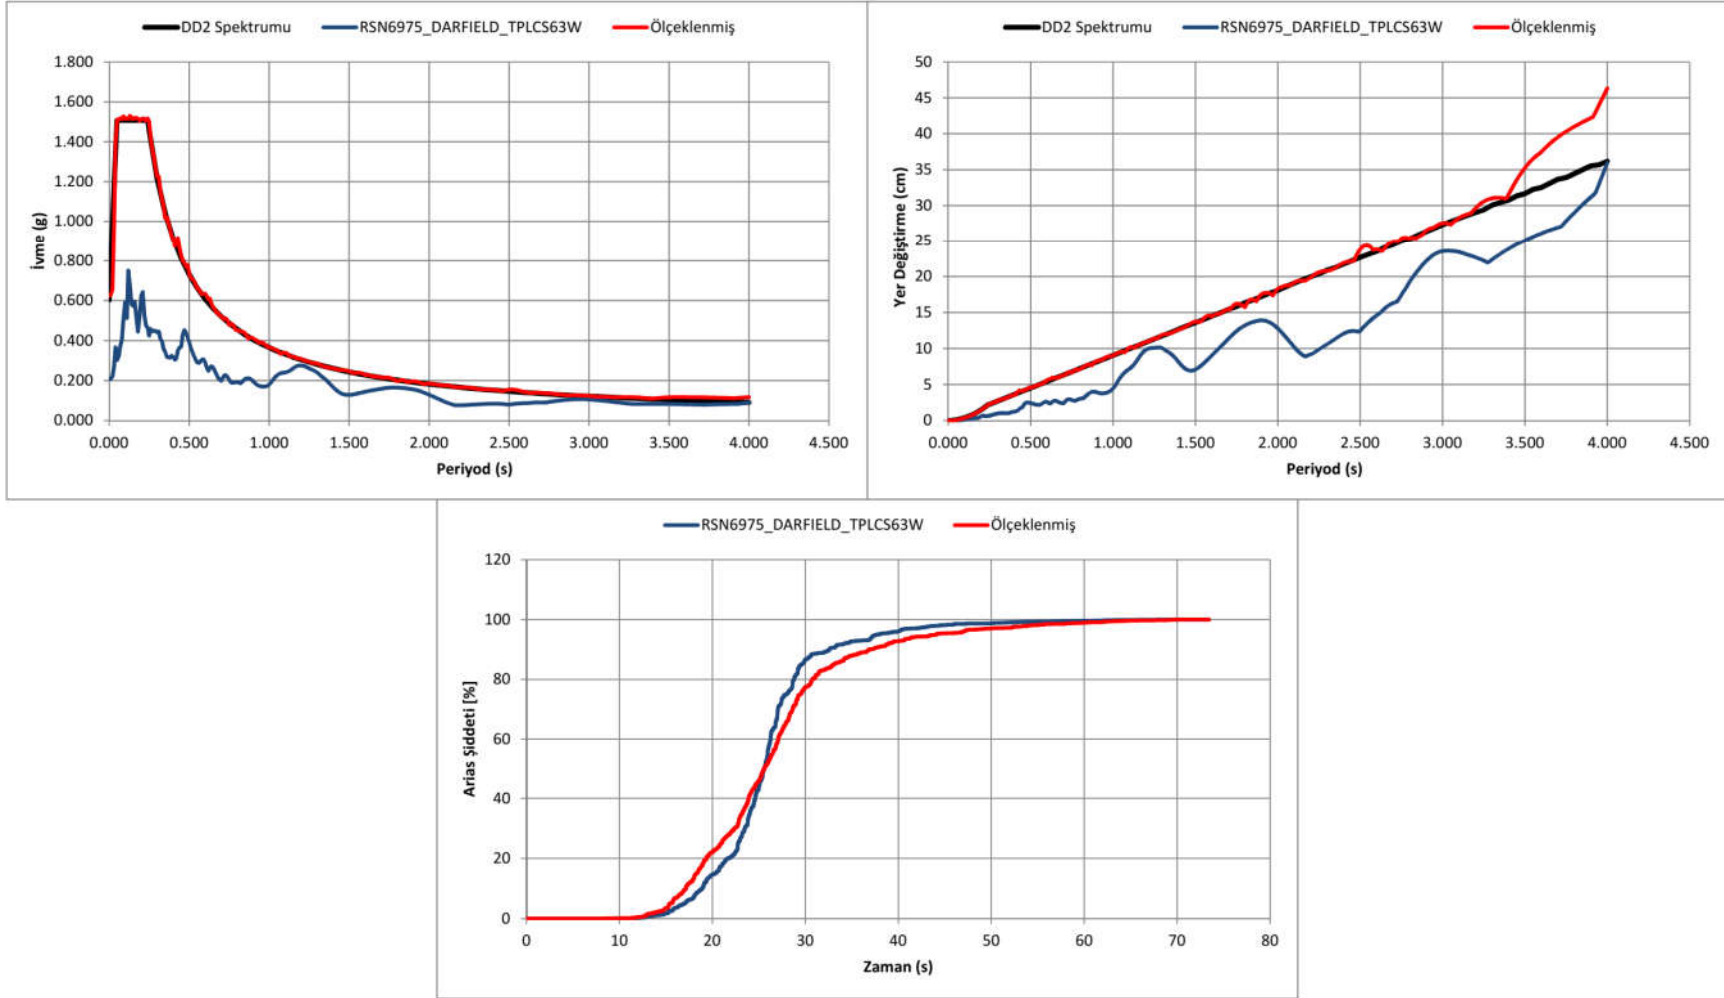 DD2 Spektrumu RSN6975_DARFIELD_TPLCS63W Ölçeklenmiş
İvme (g)
1.800
1.600
1.400
1.200
1.000
0.800
0.600
0.400
0.200
0.000
0.000 0.500 1.000 1.500 2.000 2.500 3.000 3.500 4.000 4.500
Periyod (s)
DD2 Spektrumu RSN6975_DARFIELD_TPLCS63W Ölçeklenmiş
Yer Değiştirme (cm)
50
45
40
35
30
25
20
15
10
5
0
0.000 0.500 1.000 1.500 2.000 2.500 3.000 3.500 4.000 4.500
Periyod (s)
RSN6975_DARFIELD_TPLCS63W Ölçeklenmiş
Arias Şiddeti [%]
120
100
80
60
40
20
0
0 10 20 30 40 50 60 70 80
Zaman (s)